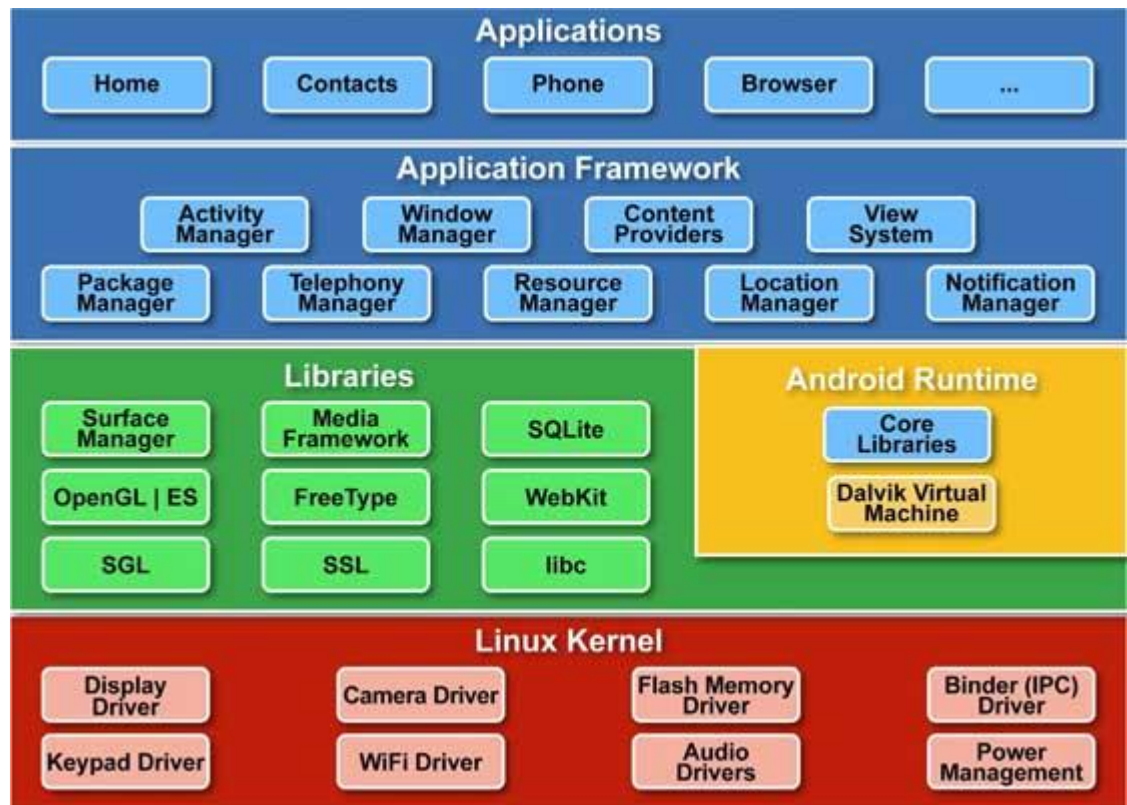 Applications
Home
Contacts
Phone
Browser
...
Application Framework
Activity
Manager
Window
Manager
Content
Providers
View
System
Package
Manager
Telephony
Manager
Resource
Manager
Location
Manager
Notification
Manager
Libraries
Surface
Manager
Media
Framework
SQLite
OpenGL | ES
FreeType
WebKit
SGL
SSL
libc
Android Runtime
Core
Libraries
Dalvik Virtual
Machine
Linux Kernel
Display
Driver
Camera Driver
Flash Memory
Driver
Binder (IPC)
Driver
Keypad Driver
WiFi Driver
Audio
Drivers
Power
Management